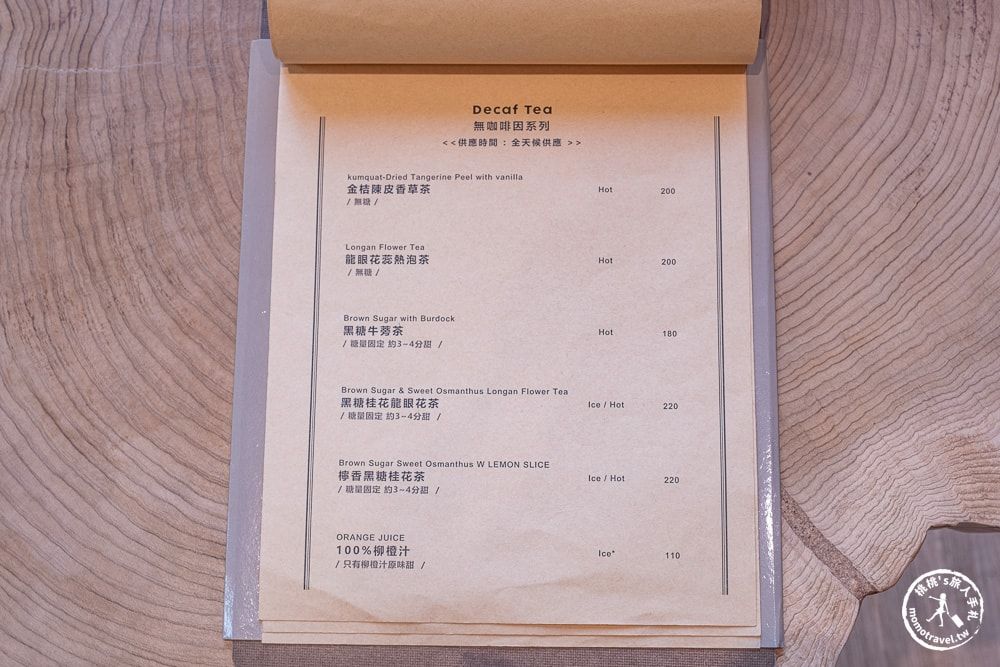 Decaf Tea
無咖啡因系列
<<供應時間 : 全天候供應 >>
kumquat-Dried Tangerine Peel with vanilla
金桔陳皮香草茶 Hot 200
/ 無糖 /
Longan Flower Tea
龍眼花蕊熱泡茶 Hot 200
/ 無糖 /
Brown Sugar with Burdock
黑糖牛蒡茶 Hot 180
/ 糖量固定 約3~4分甜 /
Brown Sugar & Sweet Osmanthus Longan Flower Tea
黑糖桂花龍眼花茶 Ice / Hot 220
/ 糖量固定 約3~4分甜 /
Brown Sugar Sweet Osmanthus W LEMON SLICE
檸香黑糖桂花茶 Ice / Hot 220
/ 糖量固定 約3~4分甜 /
ORANGE JUICE
100%柳橙汁 Ice* 110
/ 只有柳橙汁原味甜 /
桃桃's旅人手札
momotravel.tw